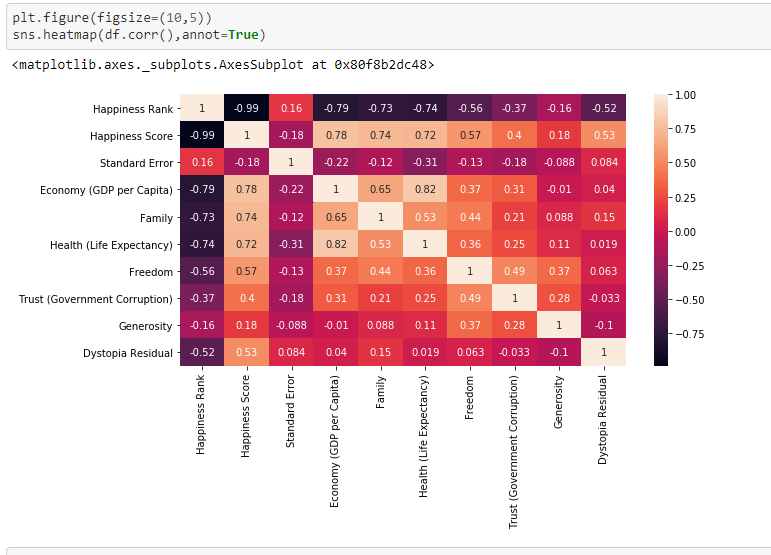 plt.figure(figsize=(10,5))
sns.heatmap(df.corr(),annot=True)
<matplotlib.axes._subplots.AxesSubplot at 0x80f8b2dc48>
Happiness Rank 1 -0.99 0.16 -0.79 -0.73 -0.74 -0.56 -0.37 -0.16 -0.52
Happiness Score -0.99 1 -0.18 0.78 0.74 0.72 0.57 0.4 0.18 0.53
Standard Error 0.16 -0.18 1 -0.22 -0.12 -0.31 -0.13 -0.18 -0.088 0.084
Economy (GDP per Capita) -0.79 0.78 -0.22 1 0.65 0.82 0.37 0.31 -0.01 0.04
Family -0.73 0.74 -0.12 0.65 1 0.53 0.44 0.21 0.088 0.15
Health (Life Expectancy) -0.74 0.72 -0.31 0.82 0.53 1 0.36 0.25 0.11 0.019
Freedom -0.56 0.57 -0.13 0.37 0.44 0.36 1 0.49 0.37 0.063
Trust (Government Corruption) -0.37 0.4 -0.18 0.31 0.21 0.25 0.49 1 0.28 -0.033
Generosity -0.16 0.18 -0.088 -0.01 0.088 0.11 0.37 0.28 1 -0.1
Dystopia Residual -0.52 0.53 0.084 0.04 0.15 0.019 0.063 -0.033 -0.1 1
Happiness Rank
Happiness Score
Standard Error
Economy (GDP per Capita)
Family
Health (Life Expectancy)
Freedom
Trust (Government Corruption)
Generosity
Dystopia Residual
1.00
0.75
0.50
0.25
0.00
−0.25
−0.50
−0.75